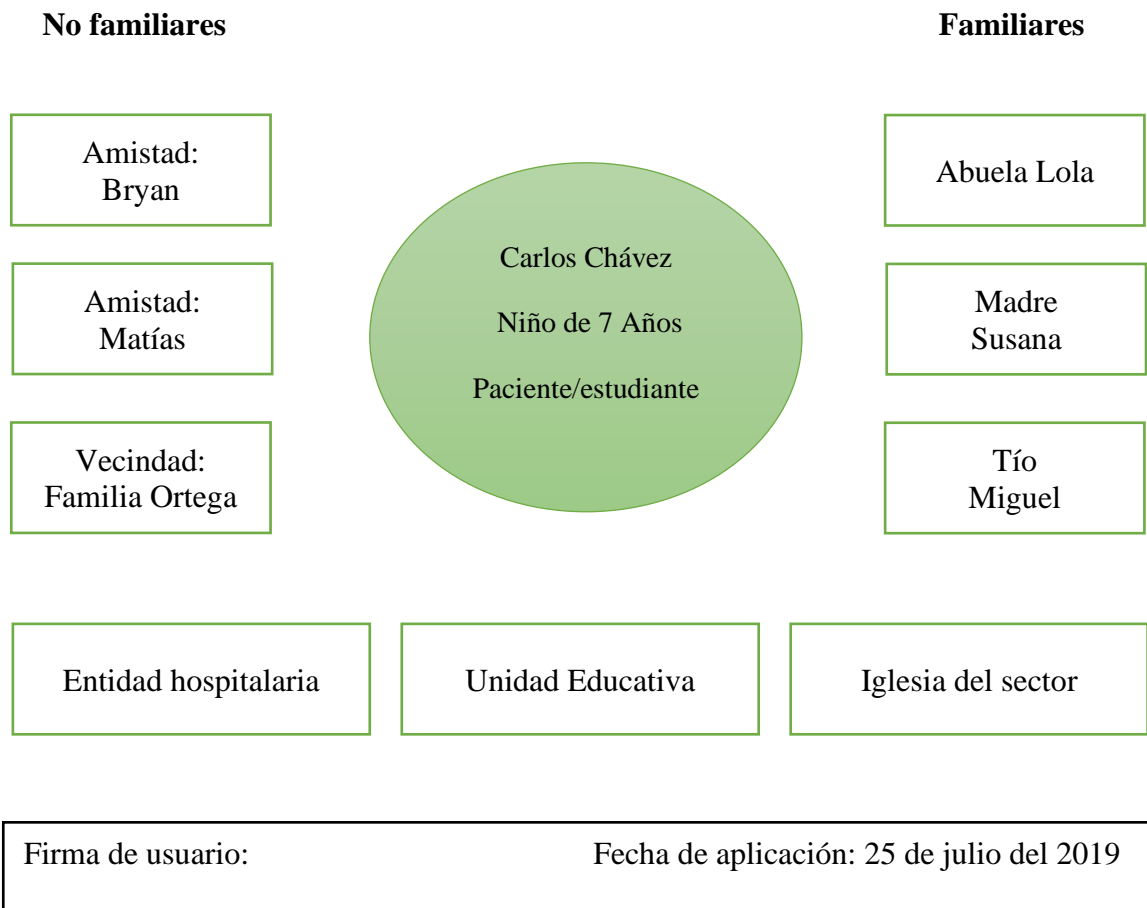 No familiares
Familiares
Amistad:
Bryan
Abuela Lola
Carlos Chávez
Niño de 7 Años
Paciente/estudiante
Amistad:
Matías
Madre
Susana
Vecindad:
Familia Ortega
Tío
Miguel
Entidad hospitalaria
Unidad Educativa
Iglesia del sector
Firma de usuario:
Fecha de aplicación: 25 de julio del 2019